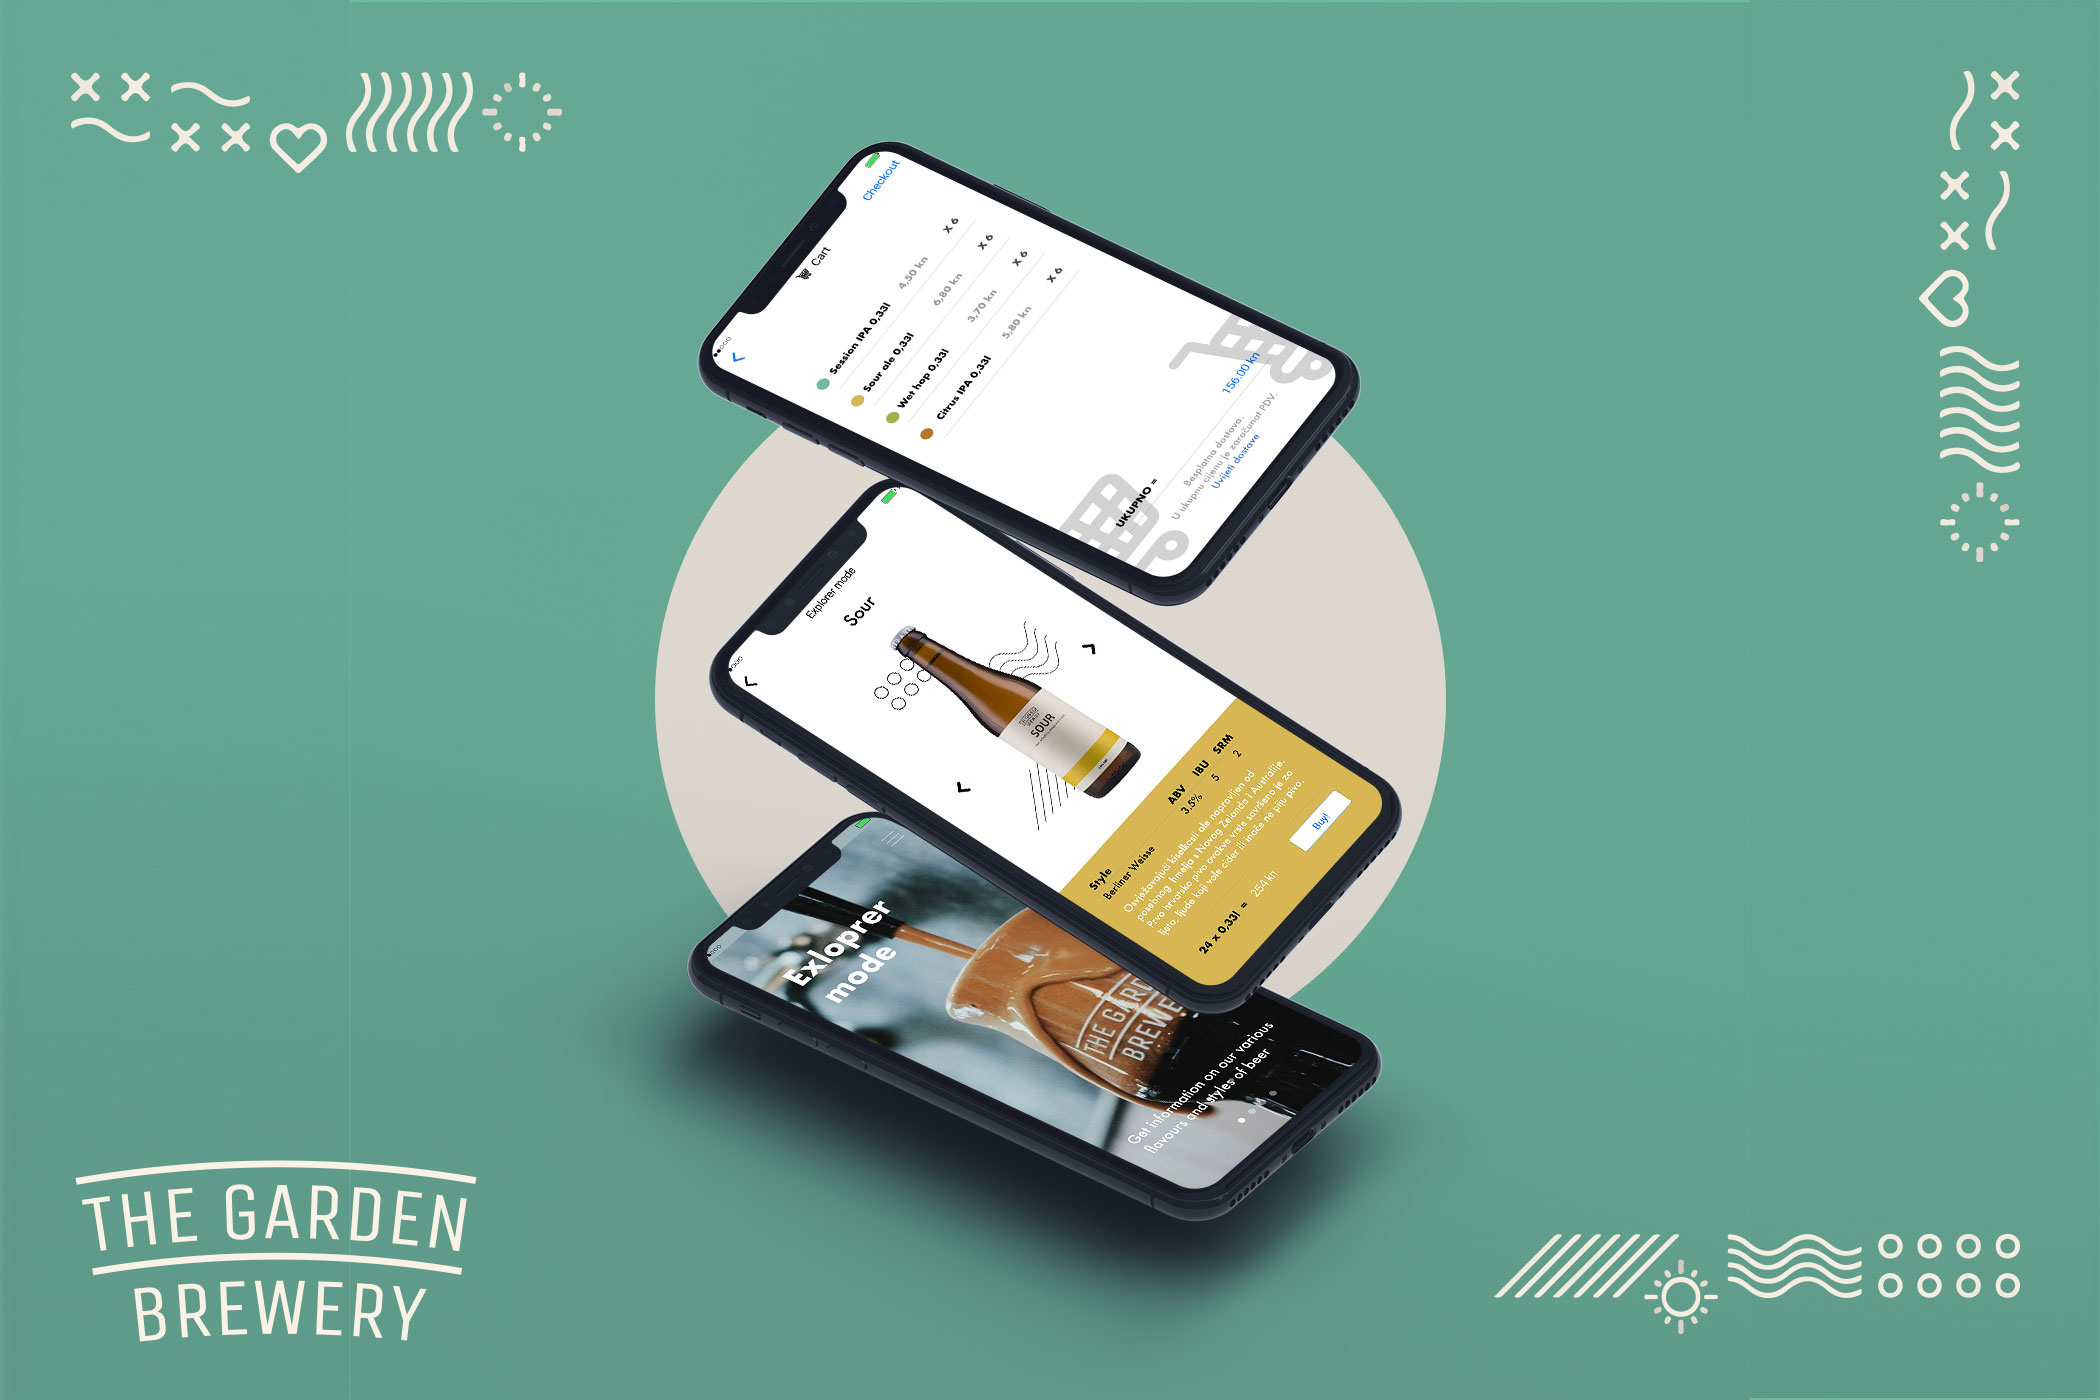 Checkout
Cart
Session IPA 0,33l 4,50 kn X 6
Sour ale 0,33l 6,80 kn X 6
Wet hop 0,33l 3,70 kn X 6
Citrus IPA 0,33l 5,80 kn X 6
UKUPNO = 156,00 kn
Besplatna dostava.
U ukupnu cijenu je zaračunat PDV.
Uvijeti dostave
Explorer mode
Sour
SOUR
Style ABV IBU SRM
Berliner Weisse 3,5% 5 2
Osvježavajući kiselkasti ale napravljen od
posebnog hmelja s Novog Zelanda i Australije.
Prvo hrvatsko pivo ovakve vrste savršeno je za
ljeto, ljude koji vole cider ili inače ne piju pivo.
24 x 0,33l = 254 kn
Buy!
Exloprer
mode
THE GARD
BREWE
Get information on our various
flavours and styles of beer
THE GARDEN
BREWERY